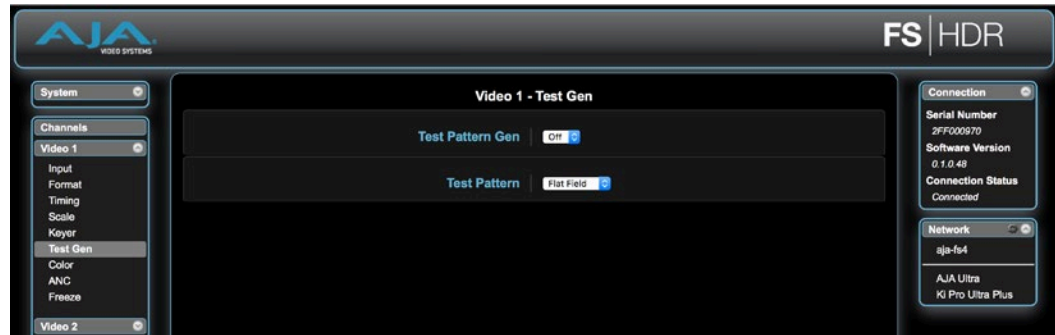 AJA
VIDEO SYSTEMS
FS|HDR
System
Channels
Video 1
Input
Format
Timing
Scale
Keyer
Test Gen
Color
ANC
Freeze
Video 2
Video 1 - Test Gen
Test Pattern Gen Off
Test Pattern Flat Field
Connection
Serial Number
2FF000970
Software Version
0.1.0.48
Connection Status
Connected
Network
aja-fs4
AJA Ultra
Ki Pro Ultra Plus